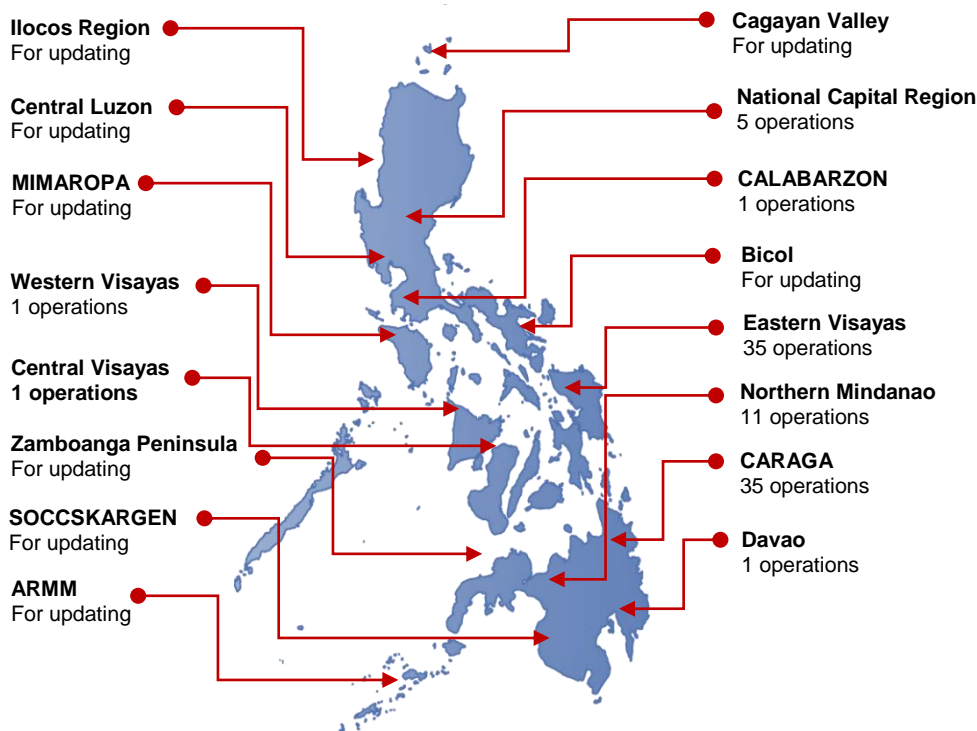 Ilocos Region
For updating
Central Luzon
For updating
MIMAROPA
For updating
Western Visayas
1 operations
Central Visayas
1 operations
Zamboanga Peninsula
For updating
SOCCSKARGEN
For updating
ARMM
For updating
Cagayan Valley
For updating
National Capital Region
5 operations
CALABARZON
1 operations
Bicol
For updating
Eastern Visayas
35 operations
Northern Mindanao
11 operations
CARAGA
35 operations
Davao
1 operations